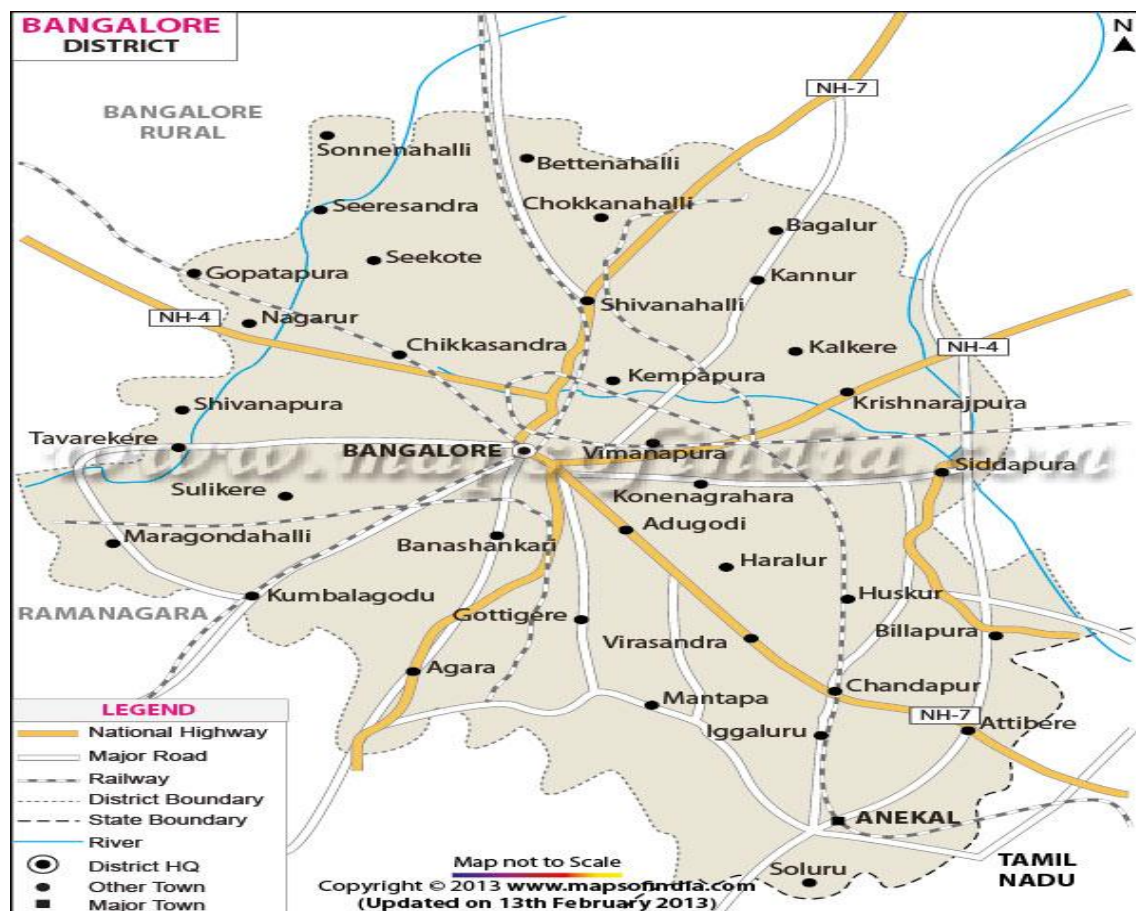 BANGALORE
DISTRICT
N
BANGALORE
RURAL
NH-7
Sonnenahalli
Bettenahalli
Seeresandra
Chokkanahalli
Bagalur
Seekote
Gopatapura
Kannur
Shivanahalli
NH-4
Nagarur
Chikkasandra
Kalkere
NH-4
Kempapura
Shivanapura
Krishnarajpura
Tavarekere
BANGALORE
Vimanapura
www.mapsofindia.com
Siddapura
Sulikere
Konenagrahara
Adugodi
Maragondahalli
Banashankari
Haralur
RAMANAGARA
Kumbalagodu
Gottigere
Huskur
Virasandra
Billapura
Agara
Mantapa
Chandapur
NH-7
Iggaluru
Attibere
ANEKAL
Soluru
TAMIL
NADU
LEGEND
National Highway
Major Road
Railway
District Boundary
State Boundary
River
District HQ
Other Town
Major Town
Map not to Scale
Copyright © 2013 www.mapsofindia.com
(Updated on 13th February 2013)